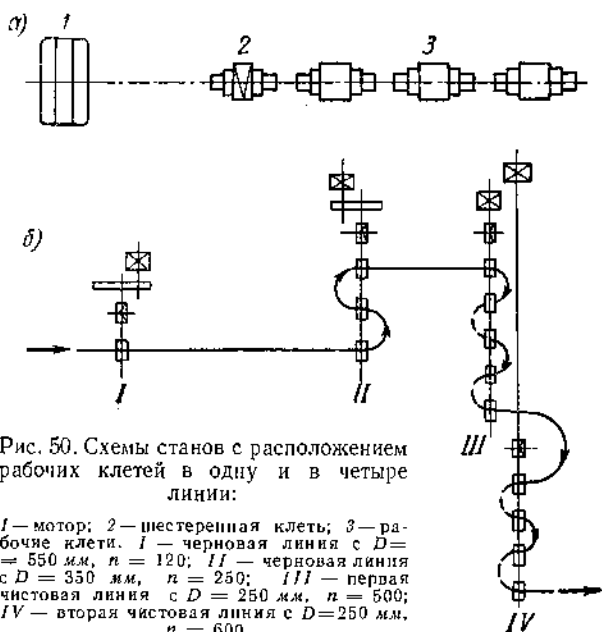 а)
1
2
3
б)
I
II
III
IV
Рис. 50. Схемы станов с расположением
рабочих клетей в одну и в четыре
линии:
1 — мотор; 2 — шестеренная клеть; 3 — ра-
бочие клети. I — черновая линия с D=
= 550 мм, n = 120; II — черновая линия
с D = 350 мм, n = 250; III — первая
чистовая линия с D = 250 мм, n = 500;
IV — вторая чистовая линия с D=250 мм,
n = 600